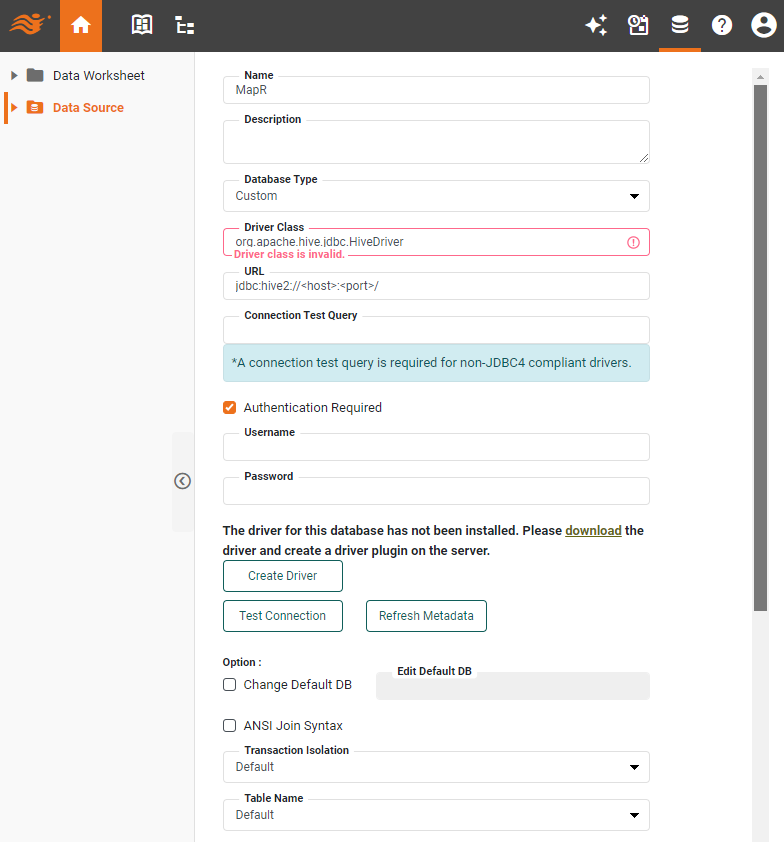 Data Worksheet
Data Source
Name
MapR
Description
Database Type
Custom
Driver Class
org.apache.hive.jdbc.HiveDriver
Driver class is invalid.
URL
jdbc:hive2://<host>:<port>/
Connection Test Query
*A connection test query is required for non-JDBC4 compliant drivers.
Authentication Required
Username
Password
The driver for this database has not been installed. Please download the
driver and create a driver plugin on the server.
Create Driver
Test Connection
Refresh Metadata
Option :
Change Default DB
Edit Default DB
ANSI Join Syntax
Transaction Isolation
Default
Table Name
Default